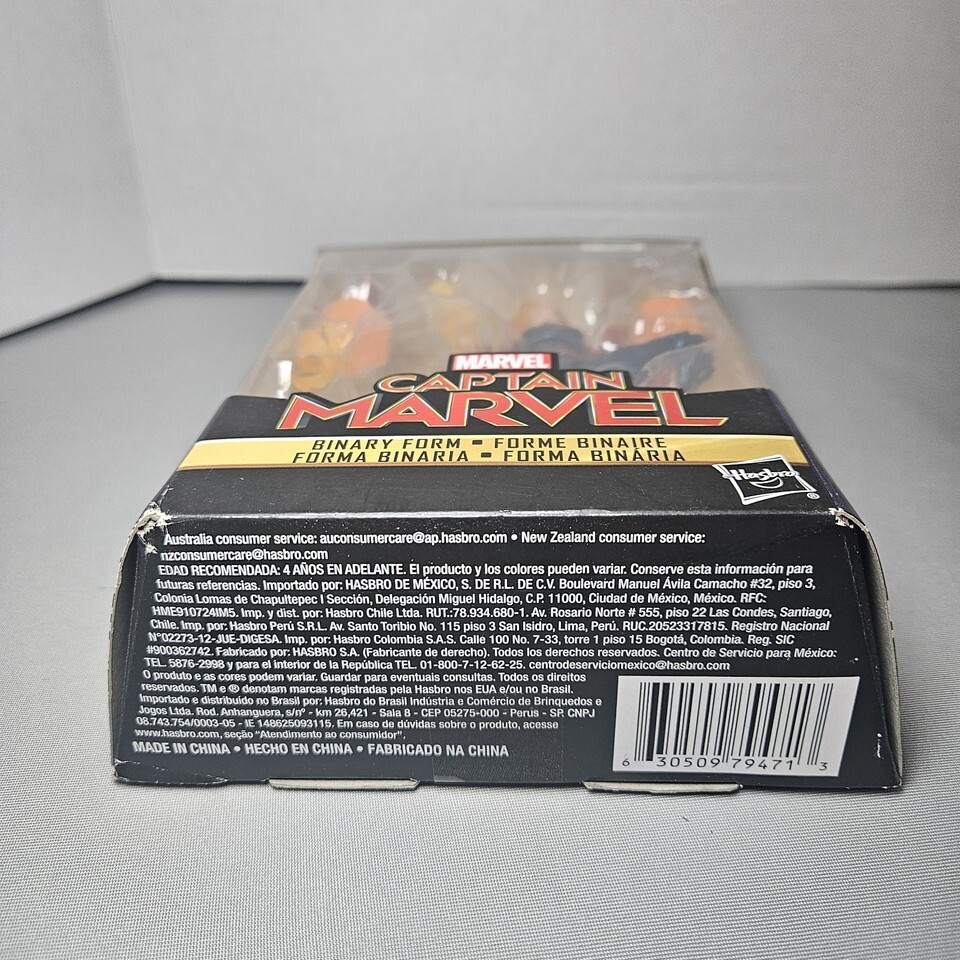 MARVEL
CAPTAIN
MARVEL
BINARY FORM ▪ FORME BINAIRE
FORMA BINARIA ▪ FORMA BINÁRIA
Hasbro
®
Australia consumer service: auconsumercare@ap.hasbro.com • New Zealand consumer service:
nzconsumercare@hasbro.com
EDAD RECOMENDADA: 4 AÑOS EN ADELANTE. El producto y los colores pueden variar. Conserve esta información para
futuras referencias. Importado por: HASBRO DE MÉXICO, S. DE R.L. DE C.V. Boulevard Manuel Ávila Camacho #32, piso 3,
Colonia Lomas de Chapultepec I Sección, Delegación Miguel Hidalgo, C.P. 11000, Ciudad de México, México. RFC:
HME910724IM5. Imp. y dist. por: Hasbro Chile Ltda. RUT.:78.934.680-1. Av. Rosario Norte # 555, piso 22 Las Condes, Santiago,
Chile. Imp. por: Hasbro Perú S.R.L. Av. Santo Toribio No. 115 piso 3 San Isidro, Lima, Perú. RUC.20523317815. Registro Nacional
N°02273-12-JUE-DIGESA. Imp. por: Hasbro Colombia S.A.S. Calle 100 No. 7-33, torre 1 piso 15 Bogotá, Colombia. Reg. SIC
#900362742. Fabricado por: HASBRO S.A. (Fabricante de derecho). Todos los derechos reservados. Centro de Servicio para México:
TEL. 5876-2998 y para el interior de la República TEL. 01-800-7-12-62-25. centrodeserviciomexico@hasbro.com
O produto e as cores podem variar. Guardar para eventuais consultas. Todos os direitos
reservados. TM e ® denotam marcas registradas pela Hasbro nos EUA e/ou no Brasil.
Importado e distribuído no Brasil por: Hasbro do Brasil Indústria e Comércio de Brinquedos e
Jogos Ltda. Rod. Anhanguera, s/nº - km 26,421 - Sala 8 - CEP 05275-000 - Perus - SP. CNPJ
08.743.754/0003-05 - IE 148625093115. Em caso de dúvidas sobre o produto, acesse
www.hasbro.com, seção "Atendimento ao consumidor".
MADE IN CHINA • HECHO EN CHINA • FABRICADO NA CHINA
6 30509 79471 3